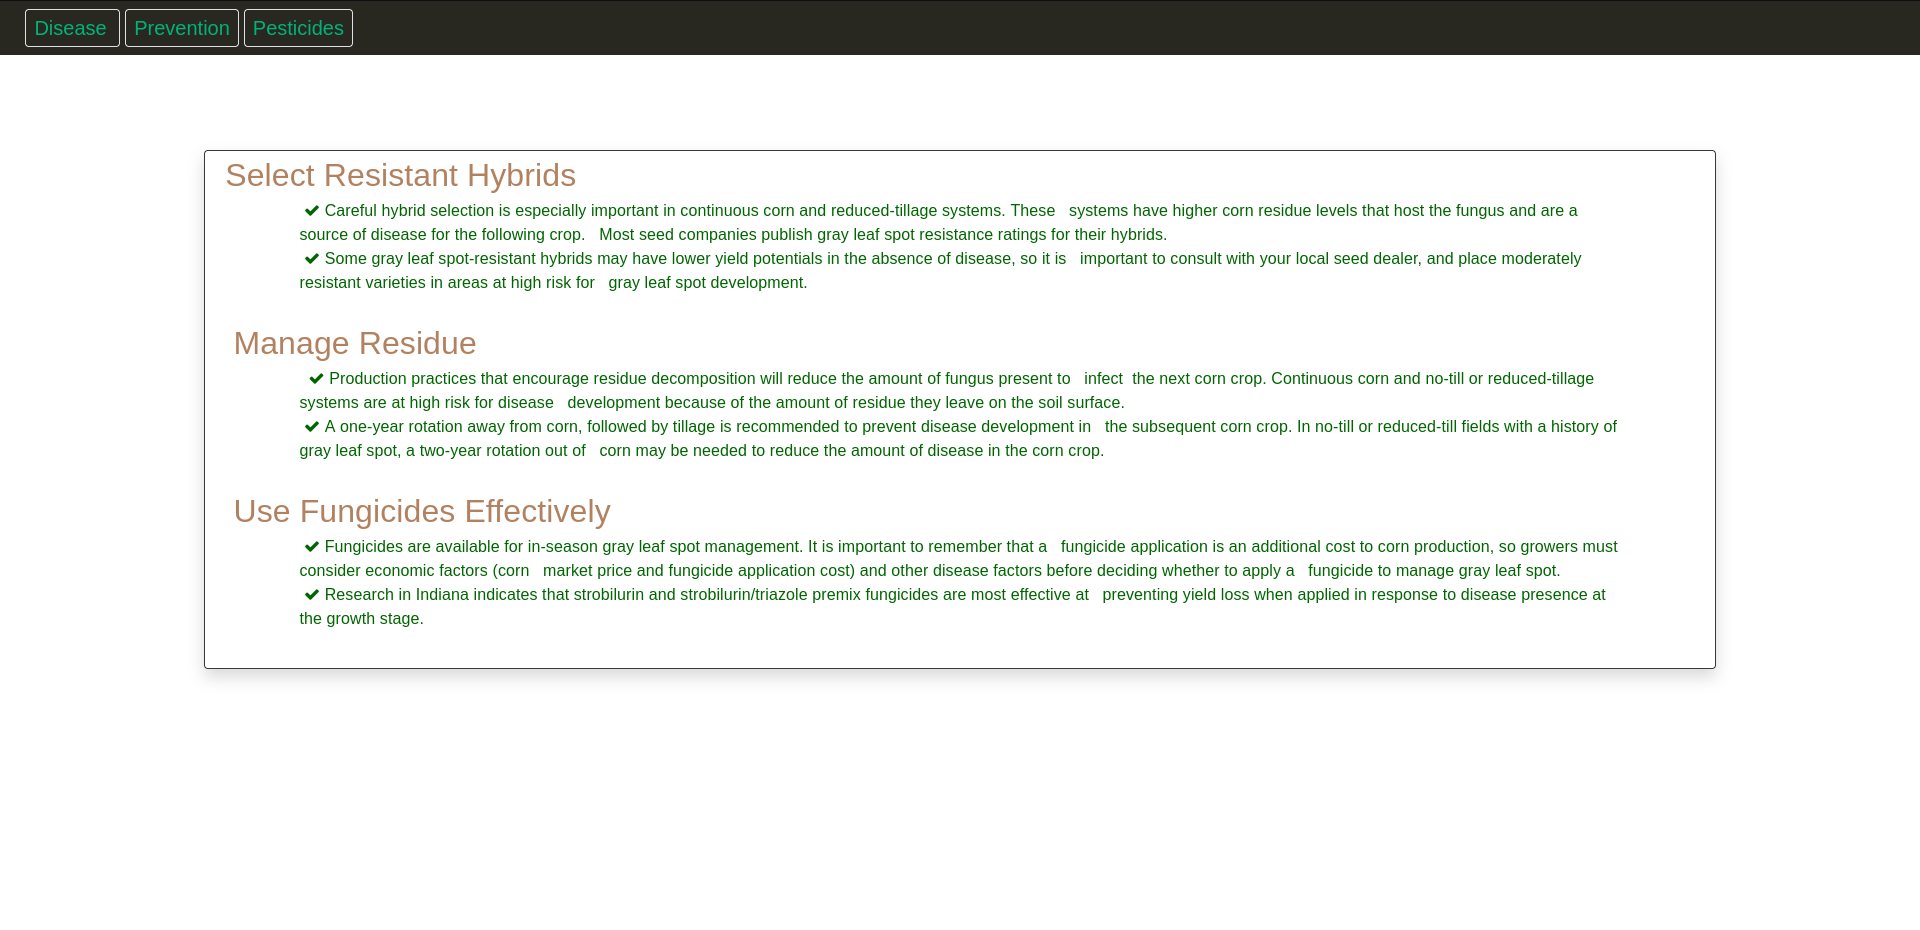 Disease Prevention Pesticides
Select Resistant Hybrids
✔ Careful hybrid selection is especially important in continuous corn and reduced-tillage systems. These systems have higher corn residue levels that host the fungus and are a
source of disease for the following crop. Most seed companies publish gray leaf spot resistance ratings for their hybrids.
✔ Some gray leaf spot-resistant hybrids may have lower yield potentials in the absence of disease, so it is important to consult with your local seed dealer, and place moderately
resistant varieties in areas at high risk for gray leaf spot development.
Manage Residue
✔ Production practices that encourage residue decomposition will reduce the amount of fungus present to infect the next corn crop. Continuous corn and no-till or reduced-tillage
systems are at high risk for disease development because of the amount of residue they leave on the soil surface.
✔ A one-year rotation away from corn, followed by tillage is recommended to prevent disease development in the subsequent corn crop. In no-till or reduced-till fields with a history of
gray leaf spot, a two-year rotation out of corn may be needed to reduce the amount of disease in the corn crop.
Use Fungicides Effectively
✔ Fungicides are available for in-season gray leaf spot management. It is important to remember that a fungicide application is an additional cost to corn production, so growers must
consider economic factors (corn market price and fungicide application cost) and other disease factors before deciding whether to apply a fungicide to manage gray leaf spot.
✔ Research in Indiana indicates that strobilurin and strobilurin/triazole premix fungicides are most effective at preventing yield loss when applied in response to disease presence at
the growth stage.